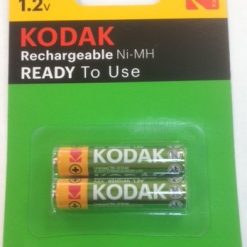 1.2v
KODAK
Rechargeable Ni-MH
READY To Use
KODAK
KODAK